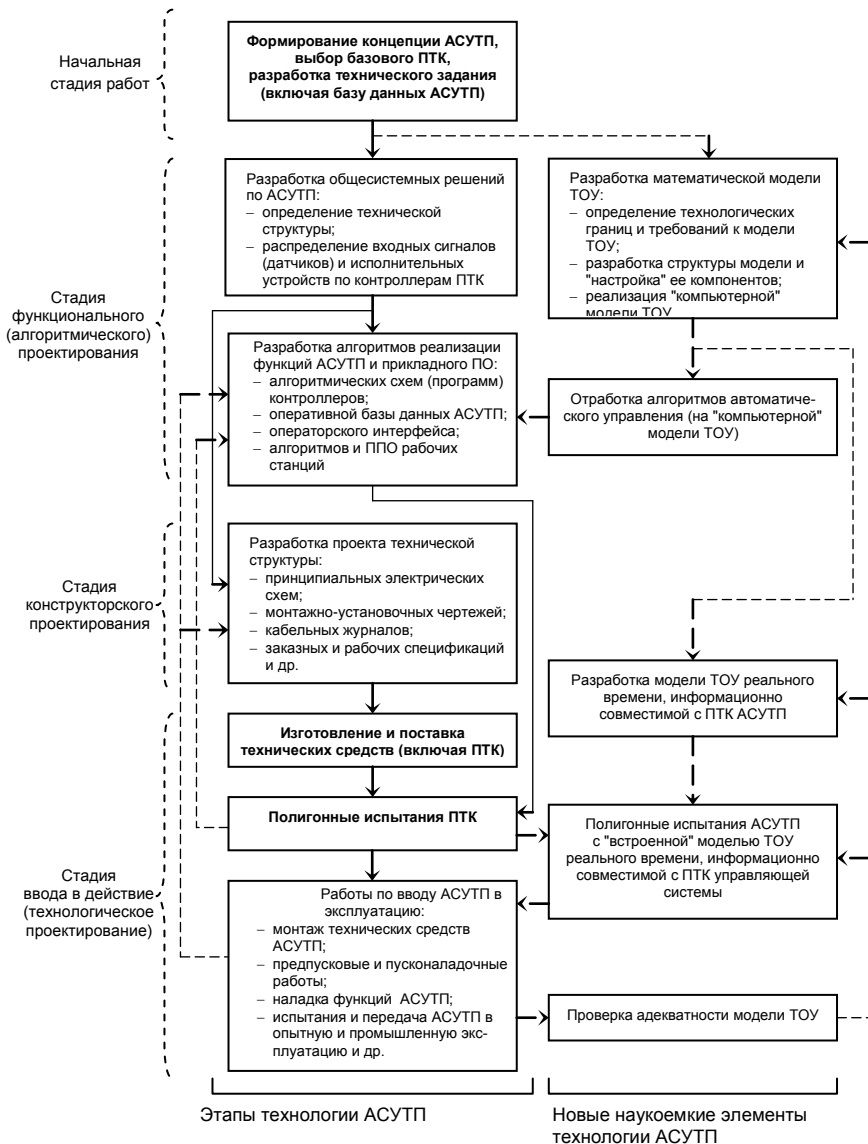 Начальная
стадия работ
Формирование концепции АСУТП,
выбор базового ПТК,
разработка технического задания
(включая базу данных АСУТП)
Стадия
функционального
(алгоритмического)
проектирования
Разработка общесистемных решений
по АСУТП:
– определение технической
структуры;
– распределение входных сигналов
(датчиков) и исполнительных
устройств по контроллерам ПТК
Разработка математической модели
ТОУ:
– определение технологических
границ и требований к модели
ТОУ;
– разработка структуры модели и
"настройка" ее компонентов;
– реализация "компьютерной"
модели ТОУ
Разработка алгоритмов реализации
функций АСУТП и прикладного ПО:
– алгоритмических схем (программ)
контроллеров;
– оперативной базы данных АСУТП;
– операторского интерфейса;
– алгоритмов и ППО рабочих
станций
Отработка алгоритмов автоматиче-
ского управления (на "компьютерной"
модели ТОУ)
Стадия
конструкторского
проектирования
Разработка проекта технической
структуры:
– принципиальных электрических
схем;
– монтажно-установочных чертежей;
– кабельных журналов;
– заказных и рабочих спецификаций
и др.
Разработка модели ТОУ реального
времени, информационно
совместимой с ПТК АСУТП
Стадия
ввода в действие
(технологическое
проектирование)
Изготовление и поставка
технических средств (включая ПТК)
Полигонные испытания ПТК
Полигонные испытания АСУТП
с "встроенной" моделью ТОУ
реального времени, информационно
совместимой с ПТК управляющей
системы
Работы по вводу АСУТП в
эксплуатацию:
– монтаж технических средств
АСУТП;
– предпусковые и пусконаладочные
работы;
– наладка функций АСУТП;
– испытания и передача АСУТП в
опытную и промышленную экс-
плуатацию и др.
Проверка адекватности модели ТОУ
Этапы технологии АСУТП
Новые наукоемкие элементы
технологии АСУТП